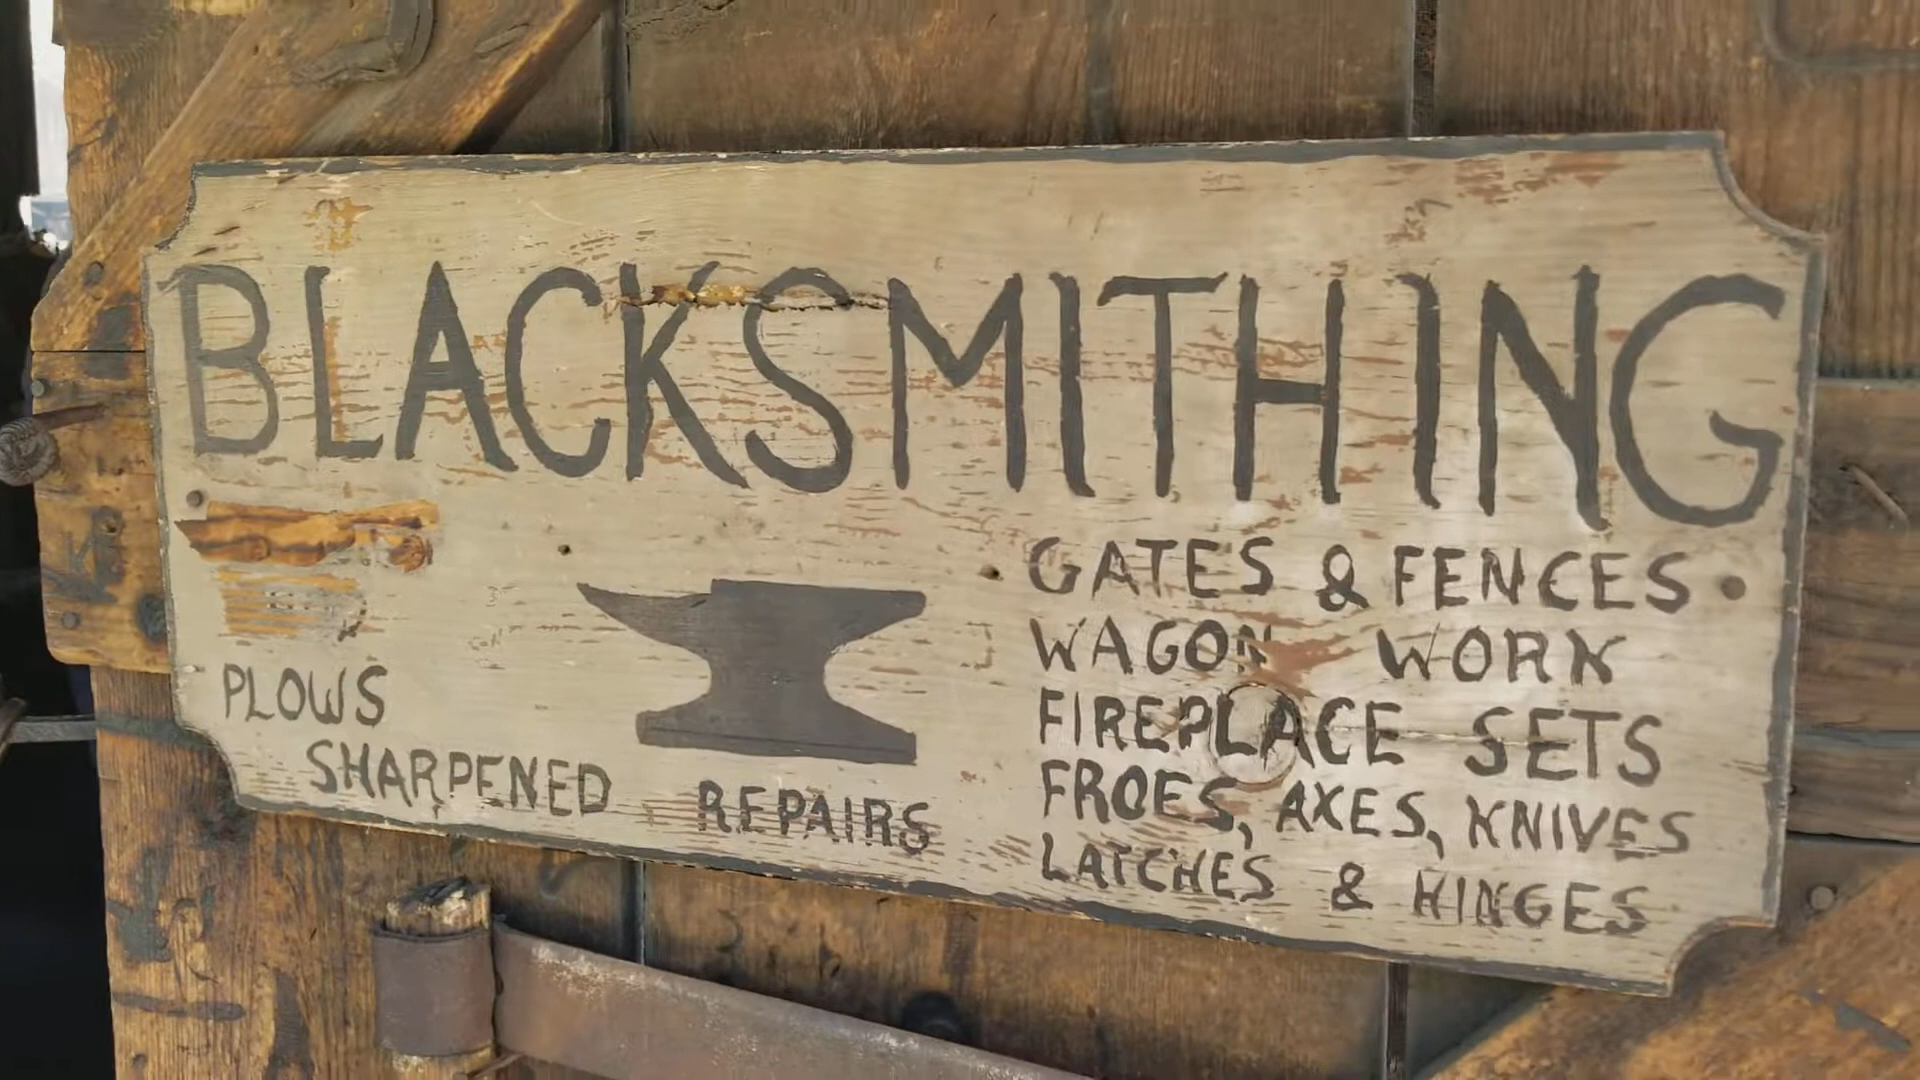 BLACKSMITHING
PLOWS
SHARPENED
REPAIRS
GATES & FENCES •
WAGON WORK
FIREPLACE SETS
FROES, AXES, KNIVES
LATCHES & HINGES